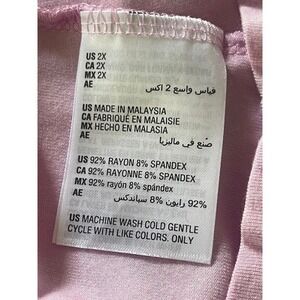 US 2X
CA 2X
MX 2X
AE قياس واسع 2 اكس
US MADE IN MALAYSIA
CA FABRIQUÉ EN MALAISIE
MX HECHO EN MALASIA
AE صنع في ماليزيا
US 92% RAYON 8% SPANDEX
CA 92% RAYONNE 8% SPANDEX
MX 92% rayón 8% spándex
AE 92% رايون 8% سباندكس
US MACHINE WASH COLD GENTLE
CYCLE WITH LIKE COLORS. ONLY